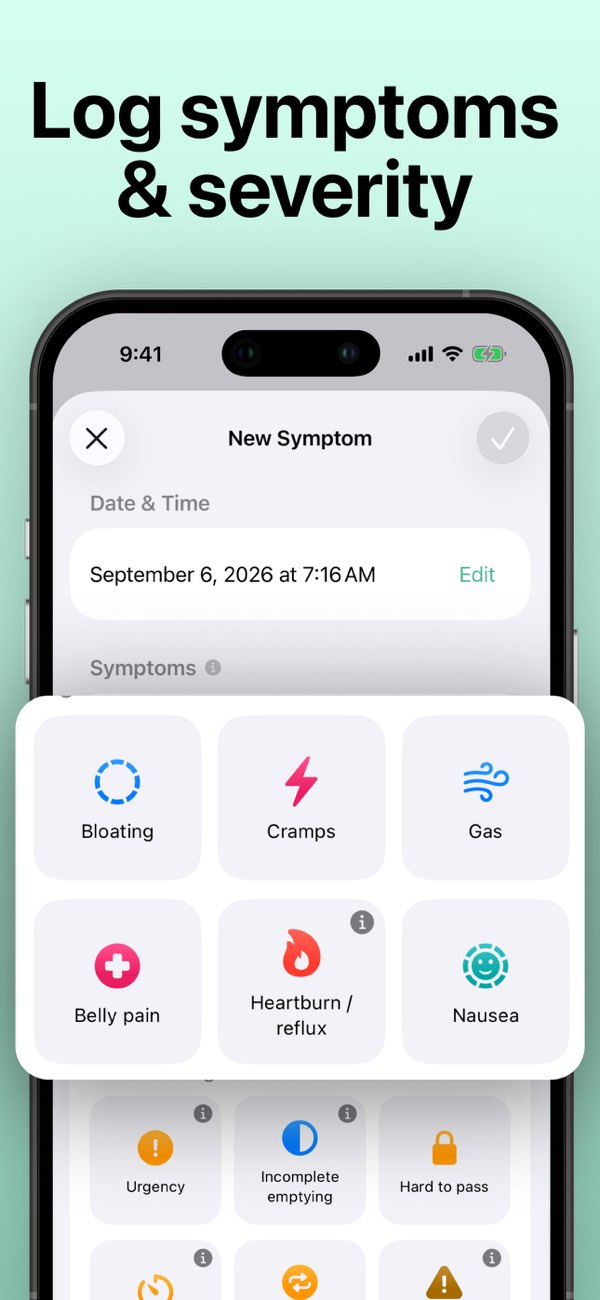 Log symptoms
& severity
9:41
New Symptom
Date & Time
September 6, 2026 at 7:16 AM
Edit
Symptoms
Bloating
Cramps
Gas
Belly pain
Heartburn /
reflux
Nausea
Urgency
Incomplete
emptying
Hard to pass